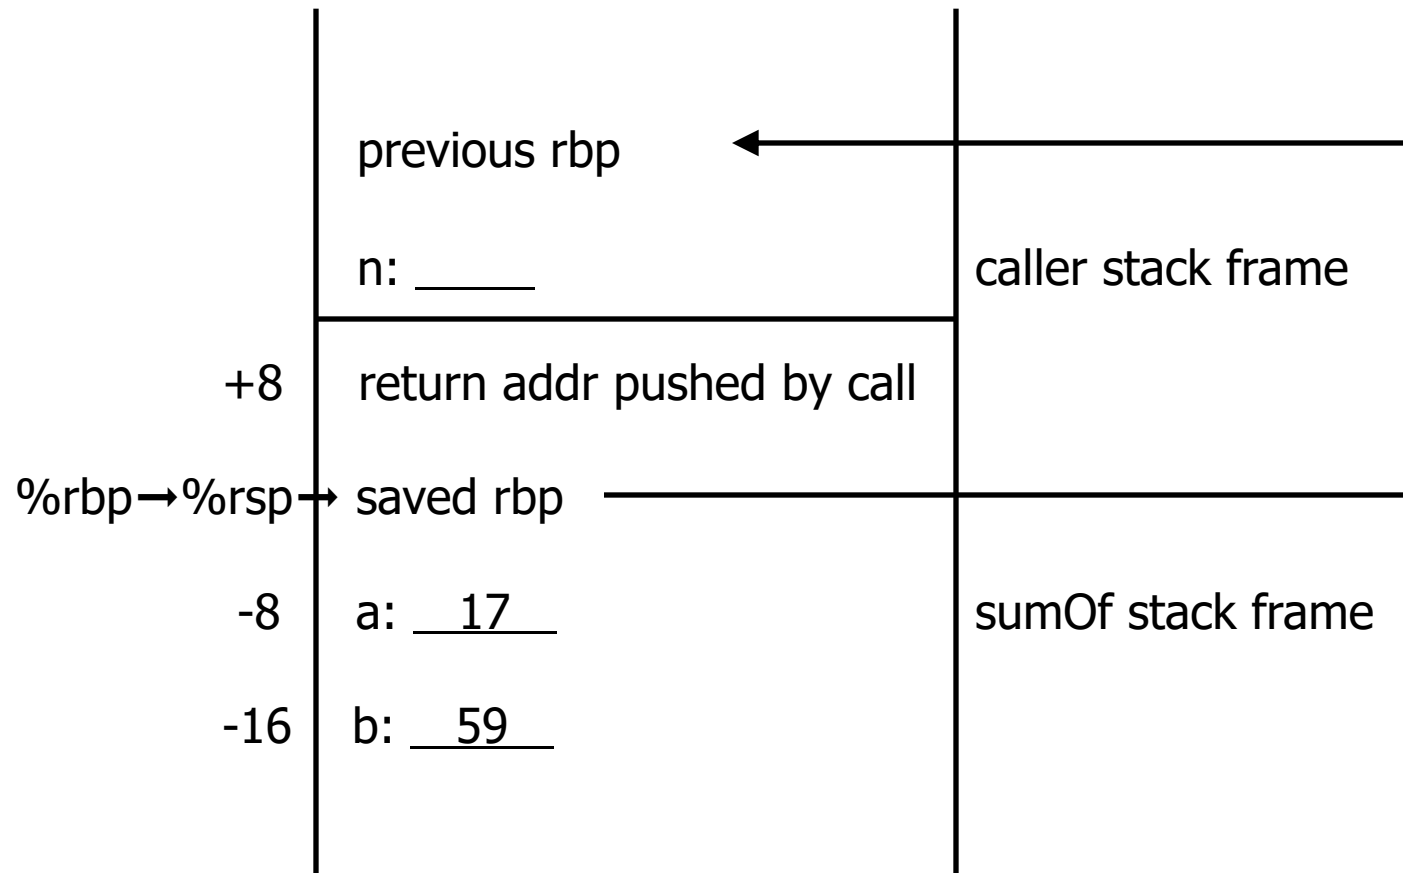 previous rbp
n: _____ caller stack frame
+8 return addr pushed by call
%rbp %rsp saved rbp
-8 a: 17 sumOf stack frame
-16 b: 59